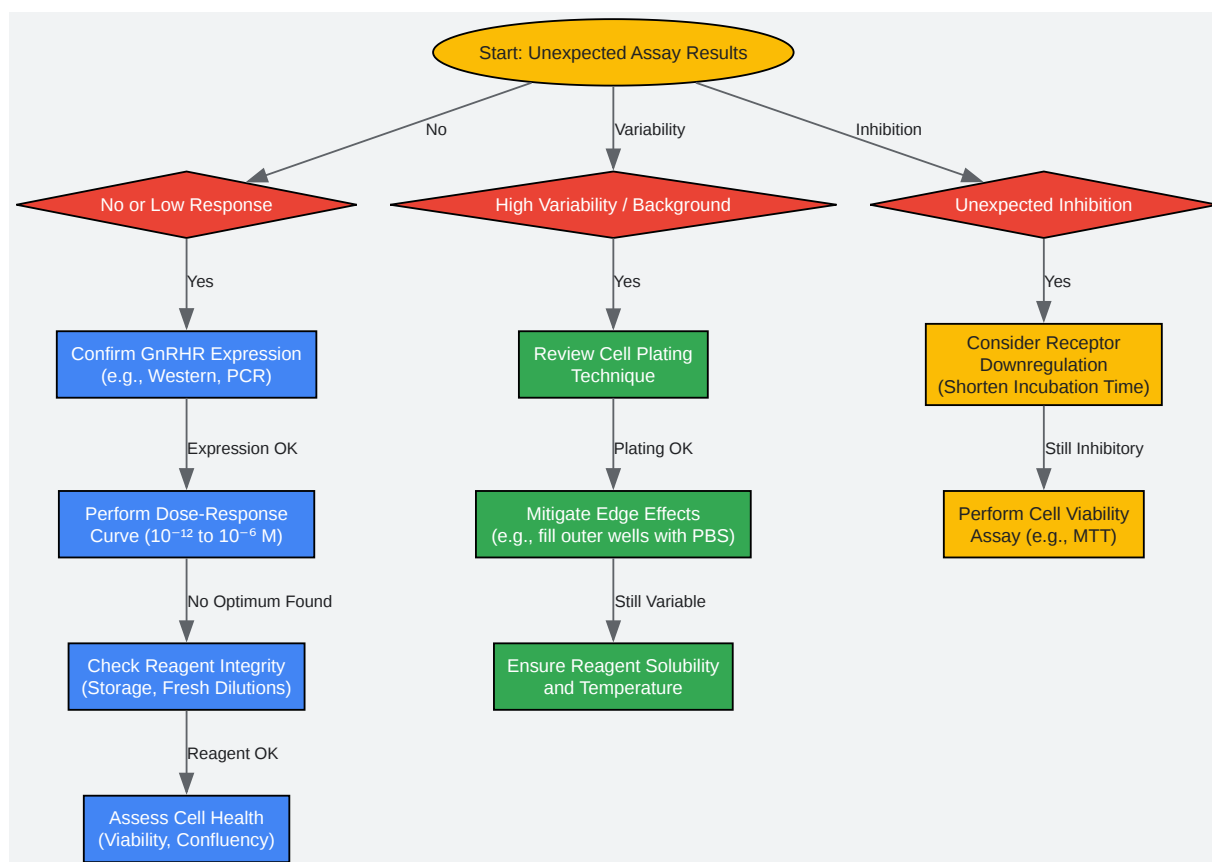 Start: Unexpected Assay Results
No
Variability
Inhibition
No or Low Response
High Variability / Background
Unexpected Inhibition
Yes
Yes
Yes
Confirm GnRHR Expression
(e.g., Western, PCR)
Review Cell Plating
Technique
Consider Receptor
Downregulation
(Shorten Incubation Time)
Expression OK
Plating OK
Still Inhibitory
Perform Dose-Response
Curve (10⁻¹² to 10⁻⁶ M)
Mitigate Edge Effects
(e.g., fill outer wells with PBS)
Perform Cell Viability
Assay (e.g., MTT)
No Optimum Found
Still Variable
Check Reagent Integrity
(Storage, Fresh Dilutions)
Ensure Reagent Solubility
and Temperature
Reagent OK
Assess Cell Health
(Viability, Confluency)